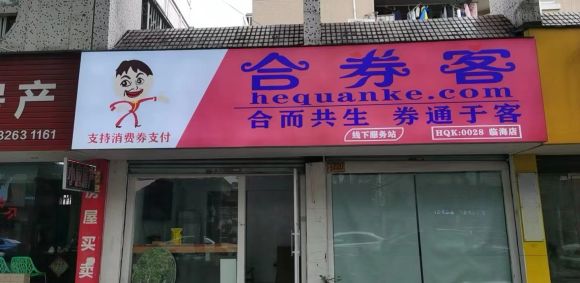 合券客
hequanke.com
合而共生 券通于客
支持消费券支付
线下服务站
HQK:0028 临海店
产
8263 1161
房屋买卖